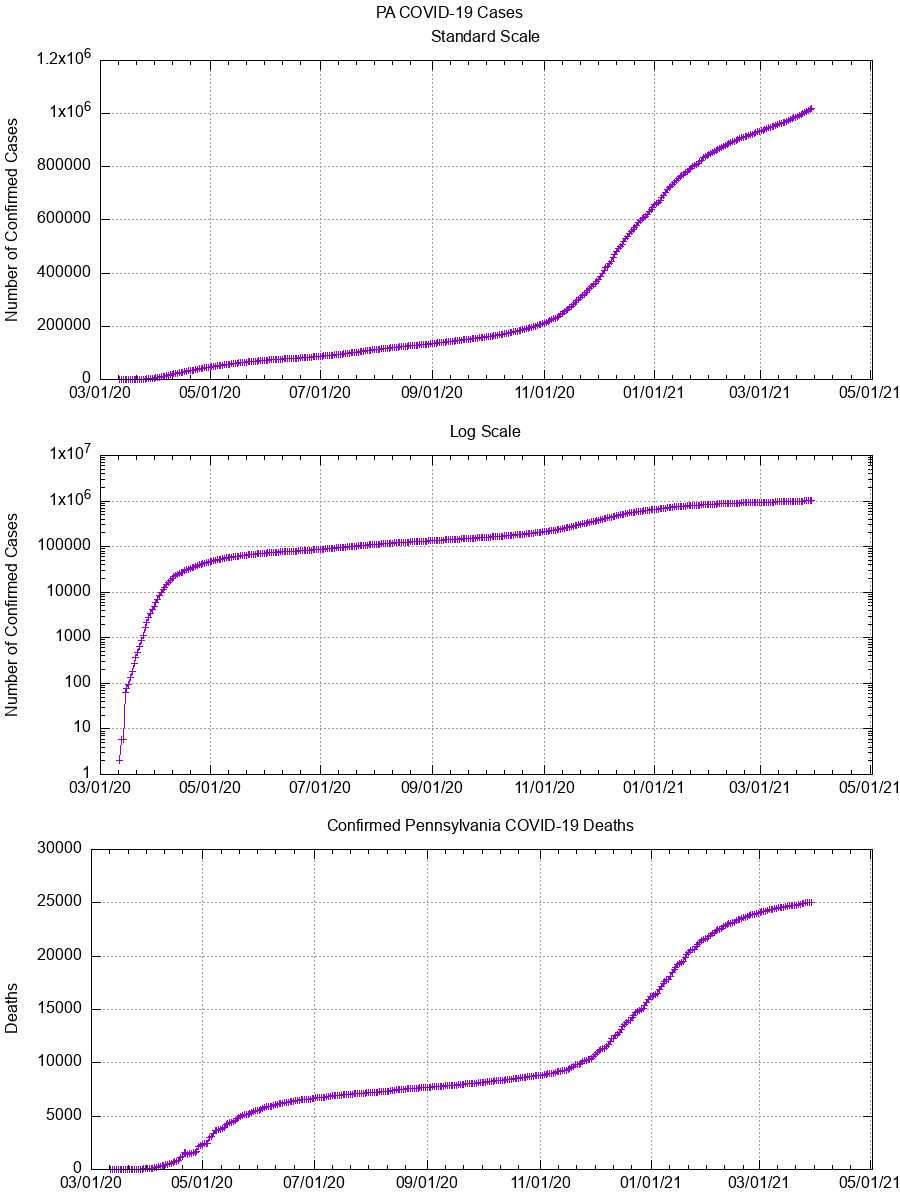 PA COVID-19 Cases
Standard Scale
1.2x10^6
1x10^6
800000
600000
400000
200000
0
Number of Confirmed Cases
03/01/20 05/01/20 07/01/20 09/01/20 11/01/20 01/01/21 03/01/21 05/01/21
Log Scale
1x10^7
1x10^6
100000
10000
1000
100
10
1
Number of Confirmed Cases
03/01/20 05/01/20 07/01/20 09/01/20 11/01/20 01/01/21 03/01/21 05/01/21
Confirmed Pennsylvania COVID-19 Deaths
30000
25000
20000
15000
10000
5000
0
Deaths
03/01/20 05/01/20 07/01/20 09/01/20 11/01/20 01/01/21 03/01/21 05/01/21